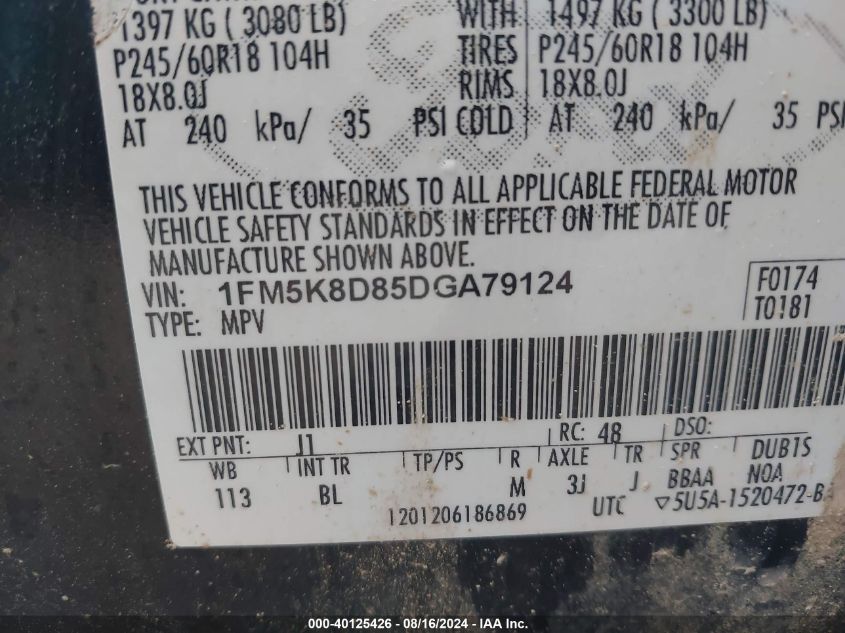 1397 KG ( 3080 LB) WITH 1497 KG ( 3300 LB)
P245/60R18 104H TIRES P245/60R18 104H
18X8.0J RIMS 18X8.0J
AT 240 kPa/ 35 PSI COLD AT 240 kPa/ 35 PSI
THIS VEHICLE CONFORMS TO ALL APPLICABLE FEDERAL MOTOR
VEHICLE SAFETY STANDARDS IN EFFECT ON THE DATE OF
MANUFACTURE SHOWN ABOVE.
VIN: 1FM5K8D85DGA79124 F0174
TYPE: MPV T0181
EXT PNT: J1 RC: 48 DSO:
WB INT TR TP/PS R AXLE TR SPR DUB1S
113 BL M 3J J BBAA NOA
1201206186869 UTC ▽5U5A-1520472-B
000-40125426 - 08/16/2024 - IAA Inc.